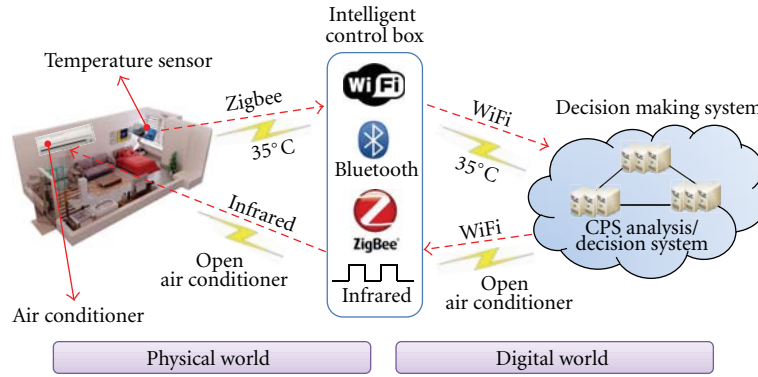 Intelligent
control box
Temperature sensor
Zigbee
35°C
WiFi
Bluetooth
ZigBee®
Infrared
WiFi
35°C
Decision making system
CPS analysis/
decision system
WiFi
Open
air conditioner
Infrared
Open
air conditioner
Air conditioner
Physical world
Digital world